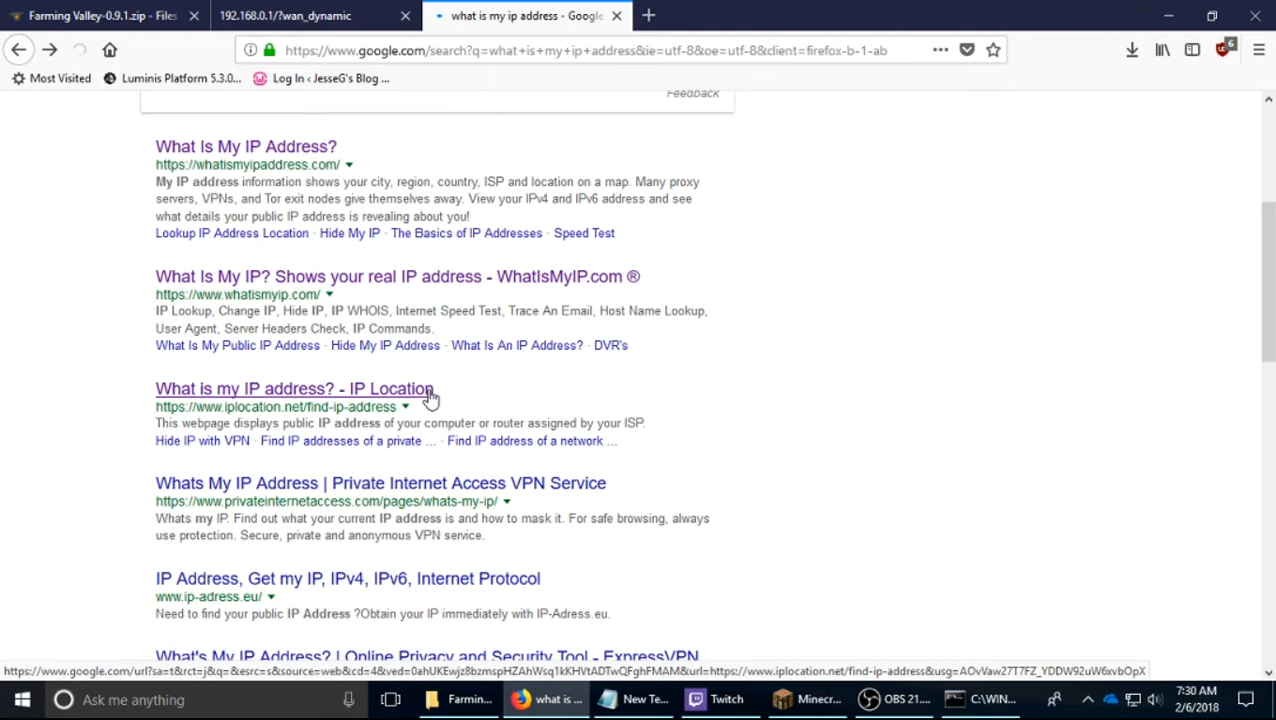 Farming Valley-0.9.1.zip - Files
192.168.0.1/?wan_dynamic
what is my ip address - Google
https://www.google.com/search?q=what+is+my+ip+address&ie=utf-8&oe=utf-8&client=firefox-b-1-ab
6
Most Visited
Luminis Platform 5.3.0...
Log In ‹ JesseG's Blog ...
Feedback
What Is My IP Address?
https://whatismyipaddress.com/
My IP address information shows your city, region, country, ISP and location on a map. Many proxy
servers, VPNs, and Tor exit nodes give themselves away. View your IPv4 and IPv6 address and see
what details your public IP address is revealing about you!
Lookup IP Address Location · Hide My IP · The Basics of IP Addresses · Speed Test
What Is My IP? Shows your real IP address - WhatIsMyIP.com ®
https://www.whatismyip.com/
IP Lookup, Change IP, Hide IP, IP WHOIS, Internet Speed Test, Trace An Email, Host Name Lookup,
User Agent, Server Headers Check, IP Commands.
What Is My Public IP Address · Hide My IP Address · What Is An IP Address? · DVR's
What is my IP address? - IP Location
https://www.iplocation.net/find-ip-address
This webpage displays public IP address of your computer or router assigned by your ISP.
Hide IP with VPN · Find IP addresses of a private ... · Find IP address of a network ...
Whats My IP Address | Private Internet Access VPN Service
https://www.privateinternetaccess.com/pages/whats-my-ip/
Whats my IP. Find out what your current IP address is and how to mask it. For safe browsing, always
use protection. Secure, private and anonymous VPN service.
IP Address, Get my IP, IPv4, IPv6, Internet Protocol
www.ip-adress.eu/
Need to find your public IP Address ?Obtain your IP immediately with IP-Adress.eu.
What's My IP Address? | Online Privacy and Security Tool - ExpressVPN
https://www.google.com/url?sa=t&rct=j&q=&esrc=s&source=web&cd=4&ved=0ahUKEwjz8bzmspHZAhWsq1kKHVtADTwQFghFMAM&url=https://www.iplocation.net/find-ip-address&usg=AOvVaw27T7FZ_YDDW92uW6xvbOpX
Ask me anything
Farmin...
what is ...
New Te...
Twitch
Minecr...
OBS 21....
C:\WIN...
7:30 AM
2/6/2018